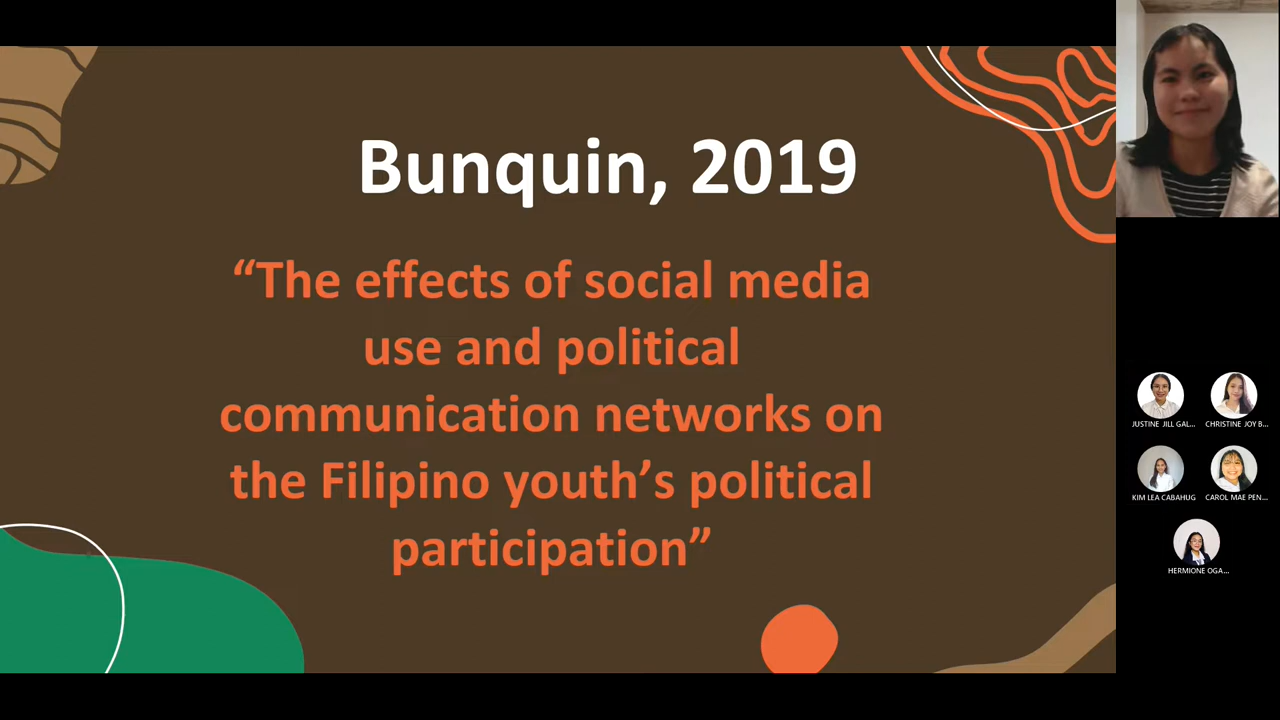 Bunquin, 2019
“The effects of social media
use and political
communication networks on
the Filipino youth’s political
participation”
JUSTINE JILL GAL...
CHRISTINE JOY B...
KIM LEA CABAHUG
CAROL MAE PEN...
HERMIONE OGA...